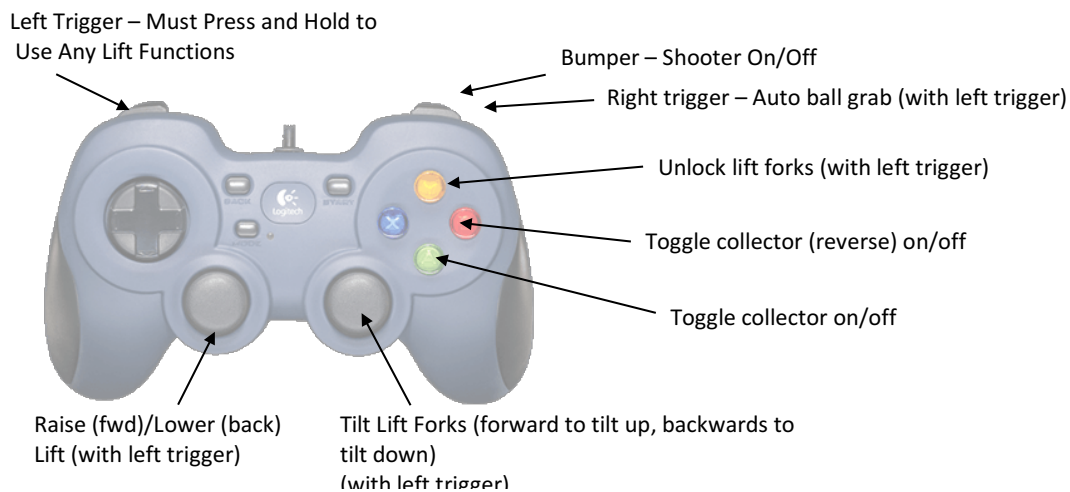 Left Trigger – Must Press and Hold to
Use Any Lift Functions
Bumper – Shooter On/Off
Right trigger – Auto ball grab (with left trigger)
Unlock lift forks (with left trigger)
Toggle collector (reverse) on/off
Toggle collector on/off
BACK
START
Logitech
MODE
X
Raise (fwd)/Lower (back)
Lift (with left trigger)
Tilt Lift Forks (forward to tilt up, backwards to
tilt down)
(with left trigger)